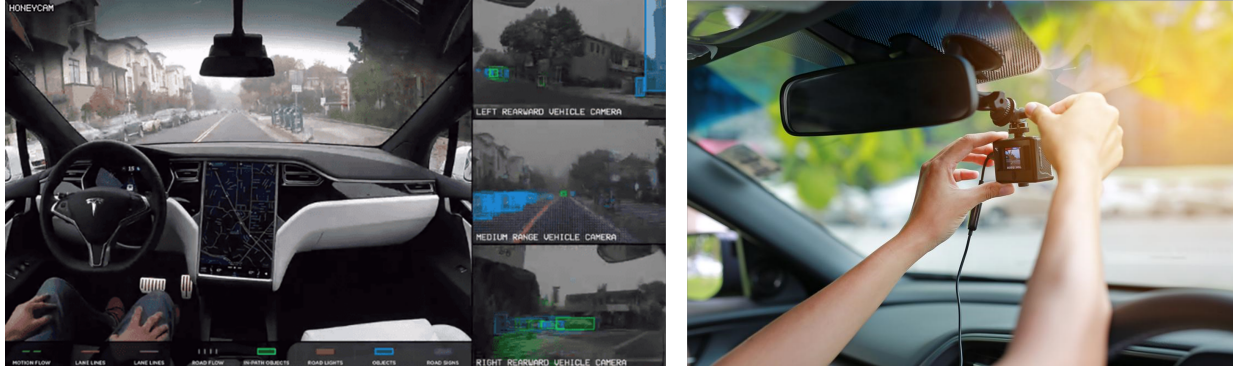 HONEYCAM
LEFT REARWARD VEHICLE CAMERA
MEDIUM RANGE VEHICLE CAMERA
RIGHT REARWARD VEHICLE CAMERA
MOTION FLOW
LANE LINES
LANE LINES
ROAD FLOW
IN-PATH OBJECTS
ROAD LIGHTS
OBJECTS
ROAD SIGNS